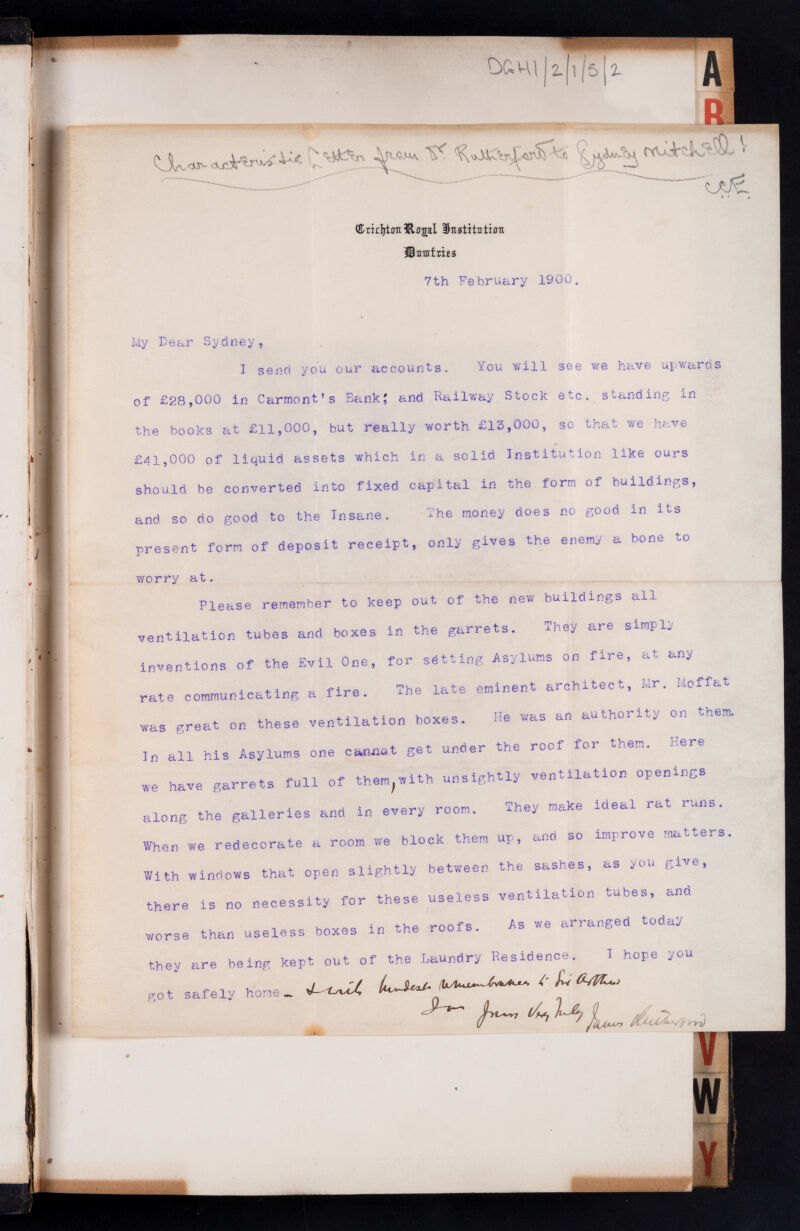 DGH1/2/1/5/2
A
B
Characteristic Letter from Dr Rutherford to Sydney Mitchell!
CCE
Crichton Royal Institution
Dumfries
7th February 1900.
My Dear Sydney,
I send you our accounts. You will see we have upwards
of £28,000 in Carmont's Bank; and Railway Stock etc. standing in
the books at £11,000, but really worth £13,000, so that we have
£41,000 of liquid assets which in a solid Institution like ours
should be converted into fixed capital in the form of buildings,
and so do good to the Insane. The money does no good in its
present form of deposit receipt, only gives the enemy a bone to
worry at.
Please remember to keep out of the new buildings all
ventilation tubes and boxes in the garrets. They are simply
inventions of the Evil One, for setting Asylums on fire, at any
rate communicating a fire. The late eminent architect, Mr. Moffat
was great on these ventilation boxes. He was an authority on them.
In all his Asylums one cannot get under the roof for them. Here
we have garrets full of them, with unsightly ventilation openings
along the galleries and in every room. They make ideal rat runs.
When we redecorate a room we block them up, and so improve matters.
With windows that open slightly between the sashes, as you give,
there is no necessity for these useless ventilation tubes, and
worse than useless boxes in the roofs. As we arranged today
they are being kept out of the Laundry Residence. I hope you
got safely home - & with kindest remembrances to Sir Arthur
I am yours very truly James Rutherford
V
W
Y